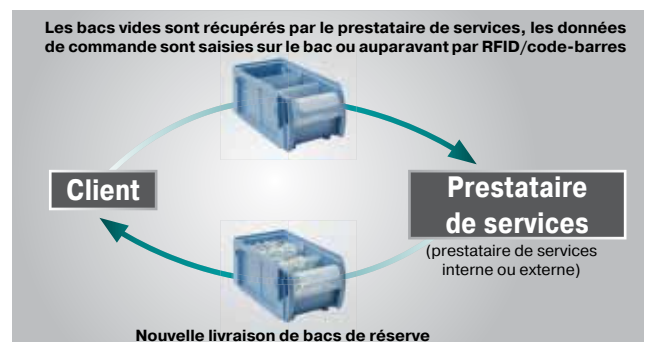 Les bacs vides sont récupérés par le prestataire de services, les données
de commande sont saisies sur le bac ou auparavant par RFID/code-barres
Client
Prestataire
de services
(prestataire de services
interne ou externe)
Nouvelle livraison de bacs de réserve